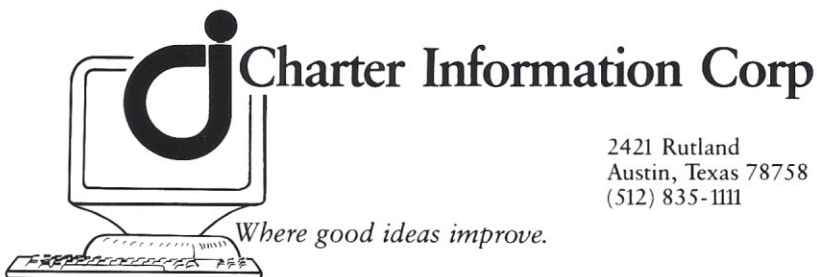 Charter Information Corp
2421 Rutland
Austin, Texas 78758
(512) 835-1111
Where good ideas improve.